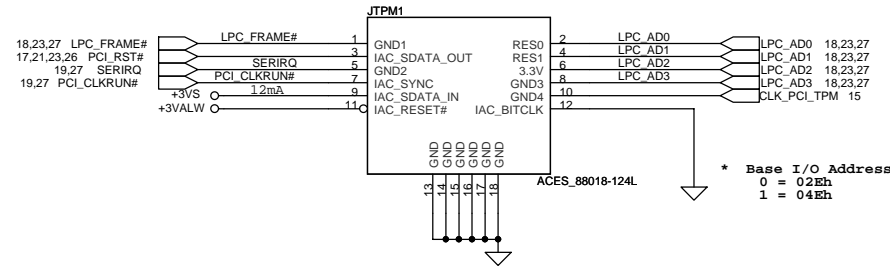 JTPM1
18,23,27 LPC_FRAME# LPC_FRAME# 1 GND1 RES0 2 LPC_AD0 LPC_AD0 18,23,27
17,21,23,26 PCI_RST# 3 IAC_SDATA_OUT RES1 4 LPC_AD1 LPC_AD1 18,23,27
19,27 SERIRQ SERIRQ 5 GND2 3.3V 6 LPC_AD2 LPC_AD2 18,23,27
19,27 PCI_CLKRUN# PCI_CLKRUN# 7 IAC_SYNC GND3 8 LPC_AD3 LPC_AD3 18,23,27
+3VS 12mA 9 IAC_SDATA_IN GND4 10 CLK_PCI_TPM 15
+3VALW 11 IAC_RESET# IAC_BITCLK 12
GND GND GND GND GND GND
13 14 15 16 17 18
ACES_88018-124L
* Base I/O Address
0 = 02Eh
1 = 04Eh